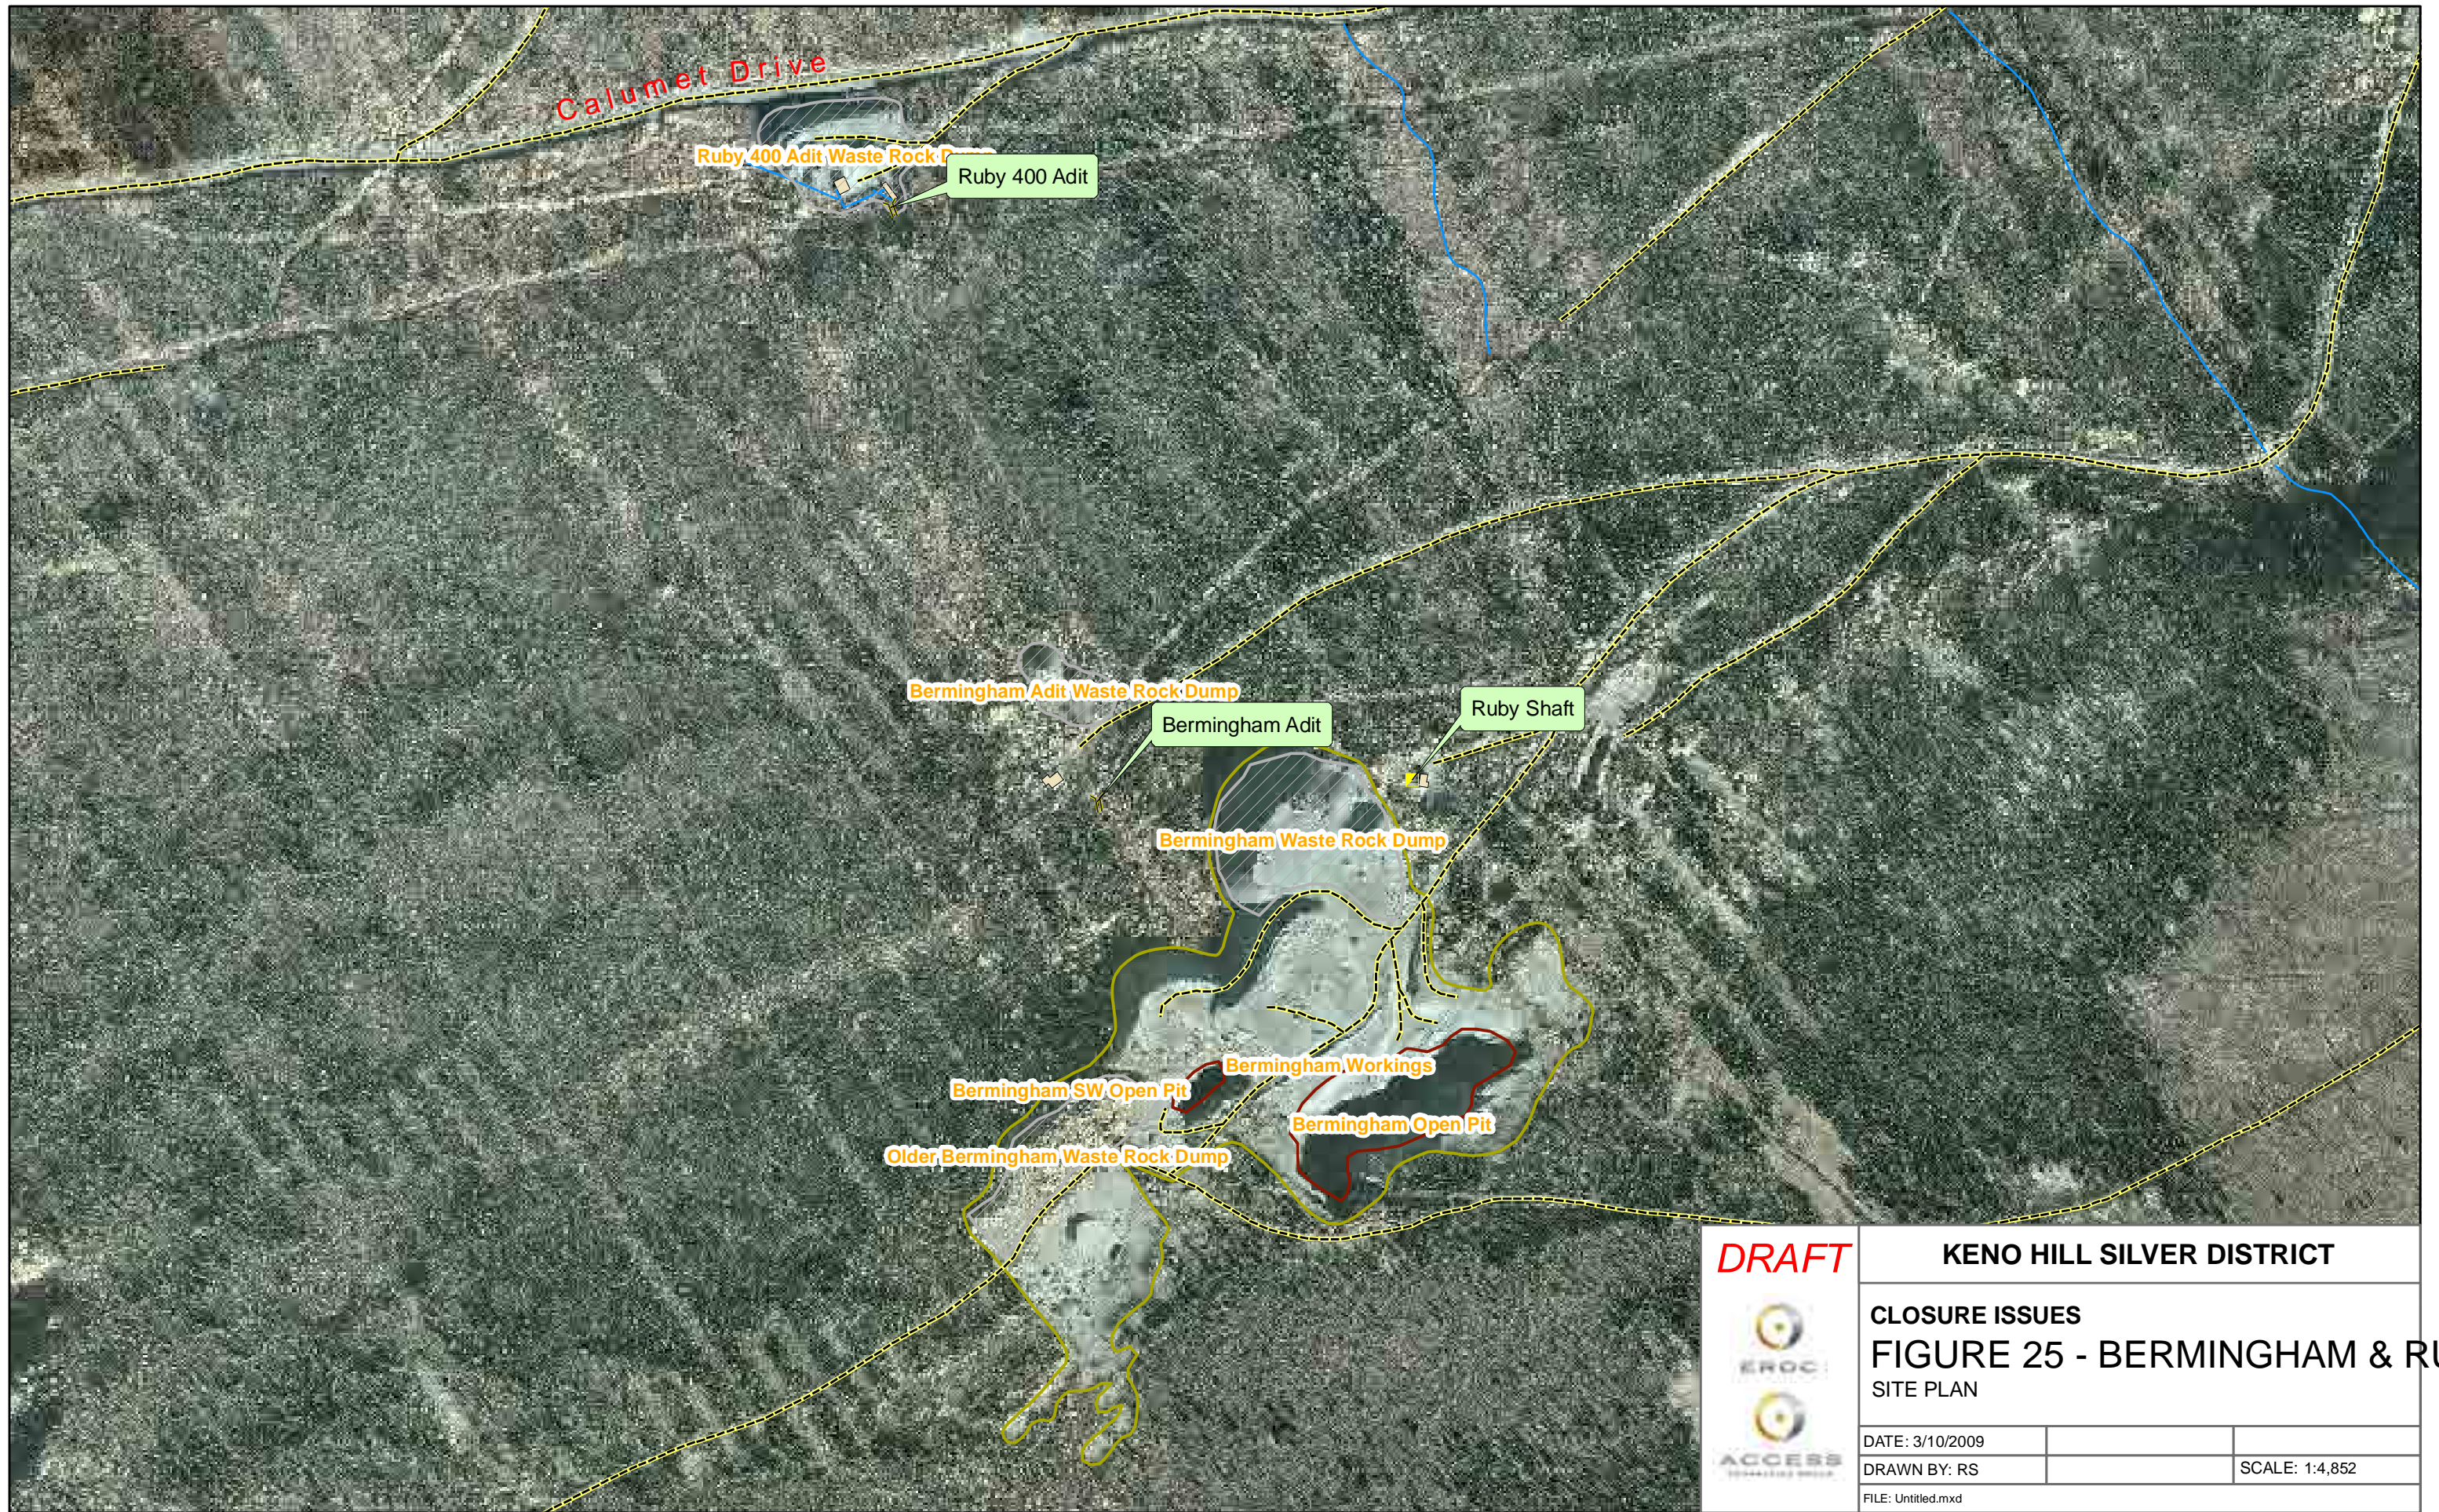 Calumet Drive
Ruby 400 Adit Waste Rock Dump
Ruby 400 Adit
Bermingham Adit Waste Rock Dump
Ruby Shaft
Bermingham Adit
Bermingham Waste Rock Dump
Bermingham Workings
Bermingham SW Open Pit
Bermingham Open Pit
Older Bermingham Waste Rock Dump
DRAFT
KENO HILL SILVER DISTRICT
CLOSURE ISSUES
FIGURE 25 - BERMINGHAM & RU
SITE PLAN
EROC
ACCESS
DATE: 3/10/2009
DRAWN BY: RS
SCALE: 1:4,852
FILE: Untitled.mxd